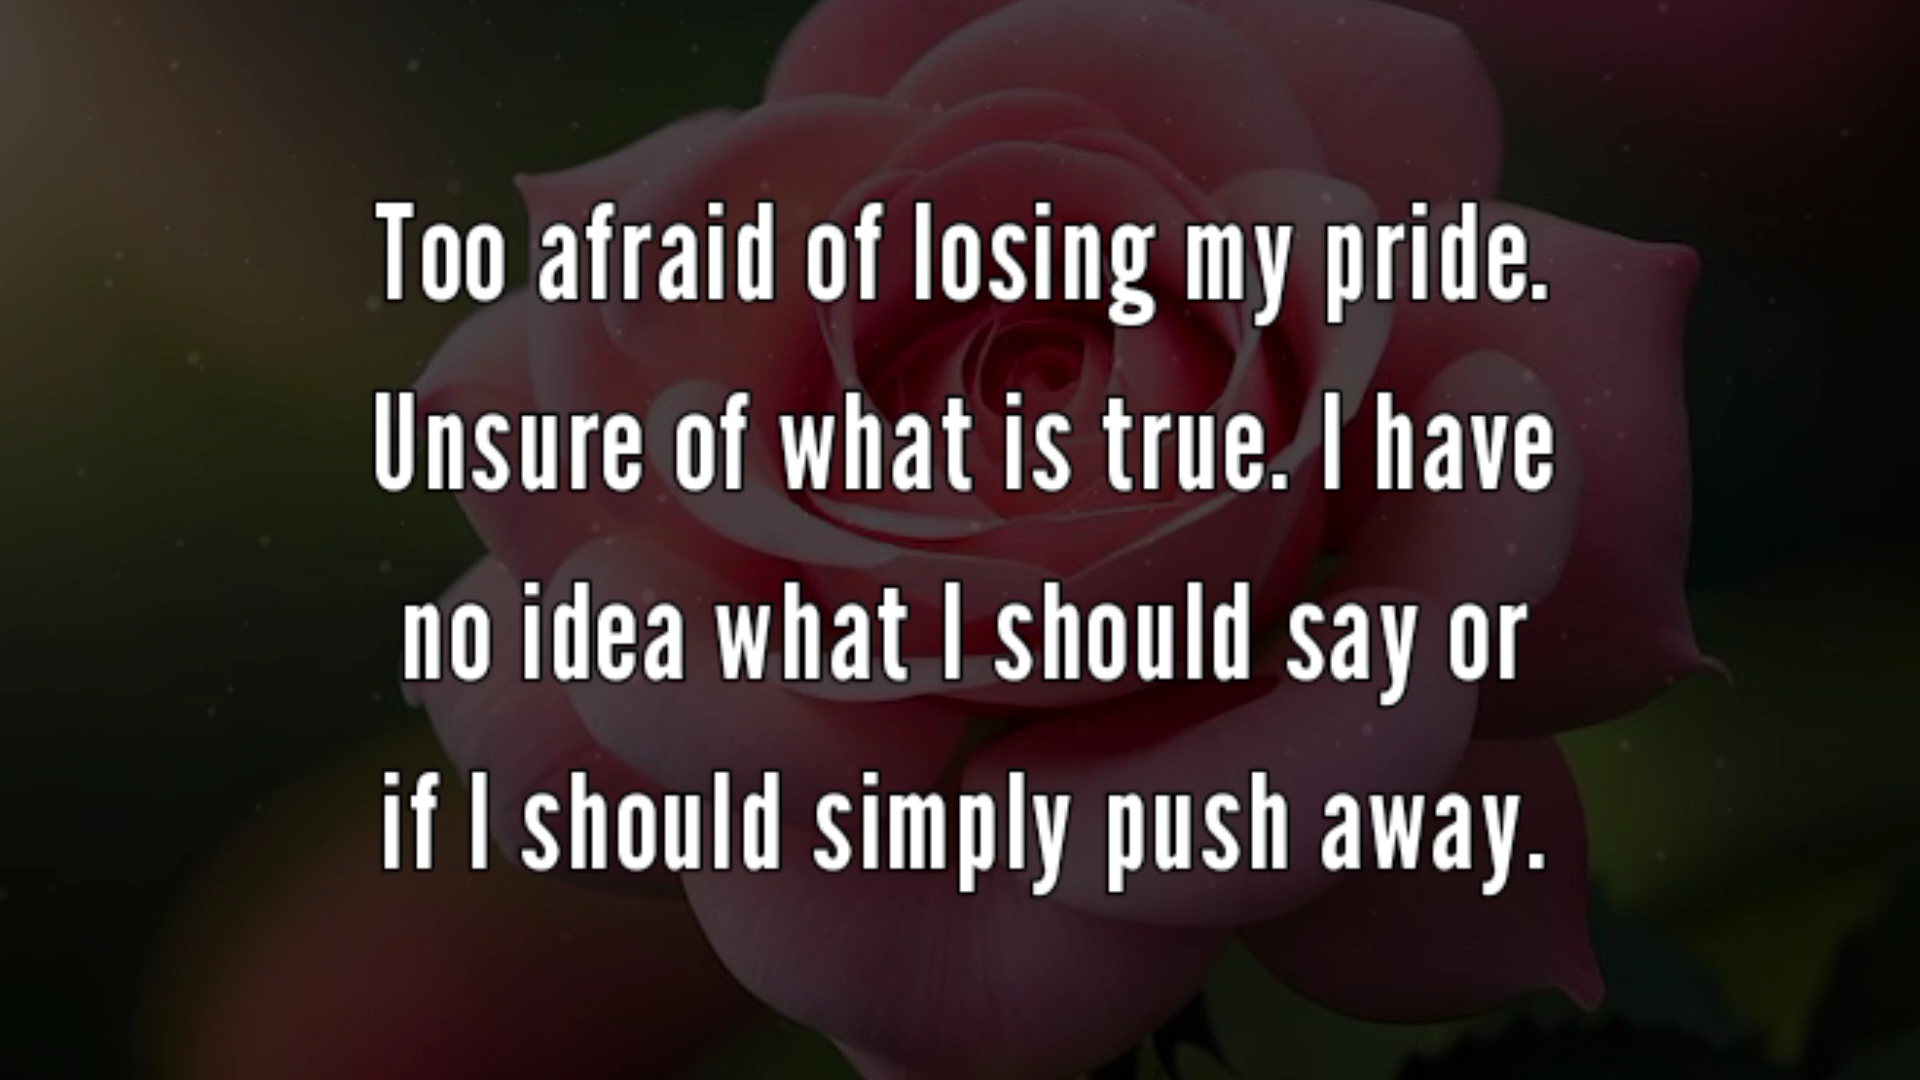 Too afraid of losing my pride.
Unsure of what is true. I have
no idea what I should say or
if I should simply push away.